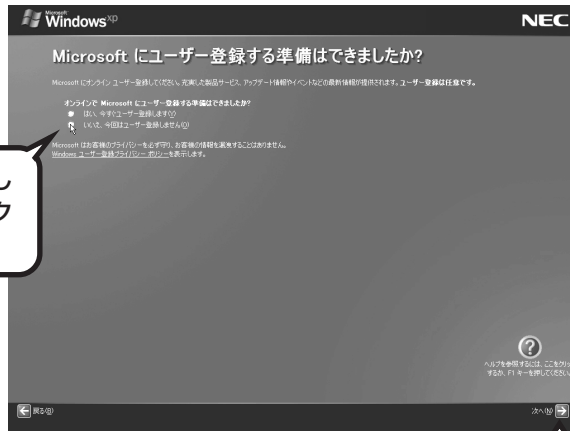 Microsoft
Windows xp
NEC
Microsoft にユーザー登録する準備はできましたか?
Microsoft にオンライン ユーザー登録してください。充実した製品サービス、アップデート情報やイベントなどの最新情報が提供されます。ユーザー登録は任意です。
オンラインで Microsoft にユーザー登録する準備はできましたか?
はい、今すぐユーザー登録します(Y)
いいえ、今回はユーザー登録しません(O)
Microsoft はお客様のプライバシーを必ず守り、お客様の情報を漏洩することはありません。
Windows ユーザー登録プライバシー ポリシーを表示します。
し
ク
ヘルプを参照するには、ここをクリッ
するか、F1 キーを押してください。
戻る(B)
次へ(N)